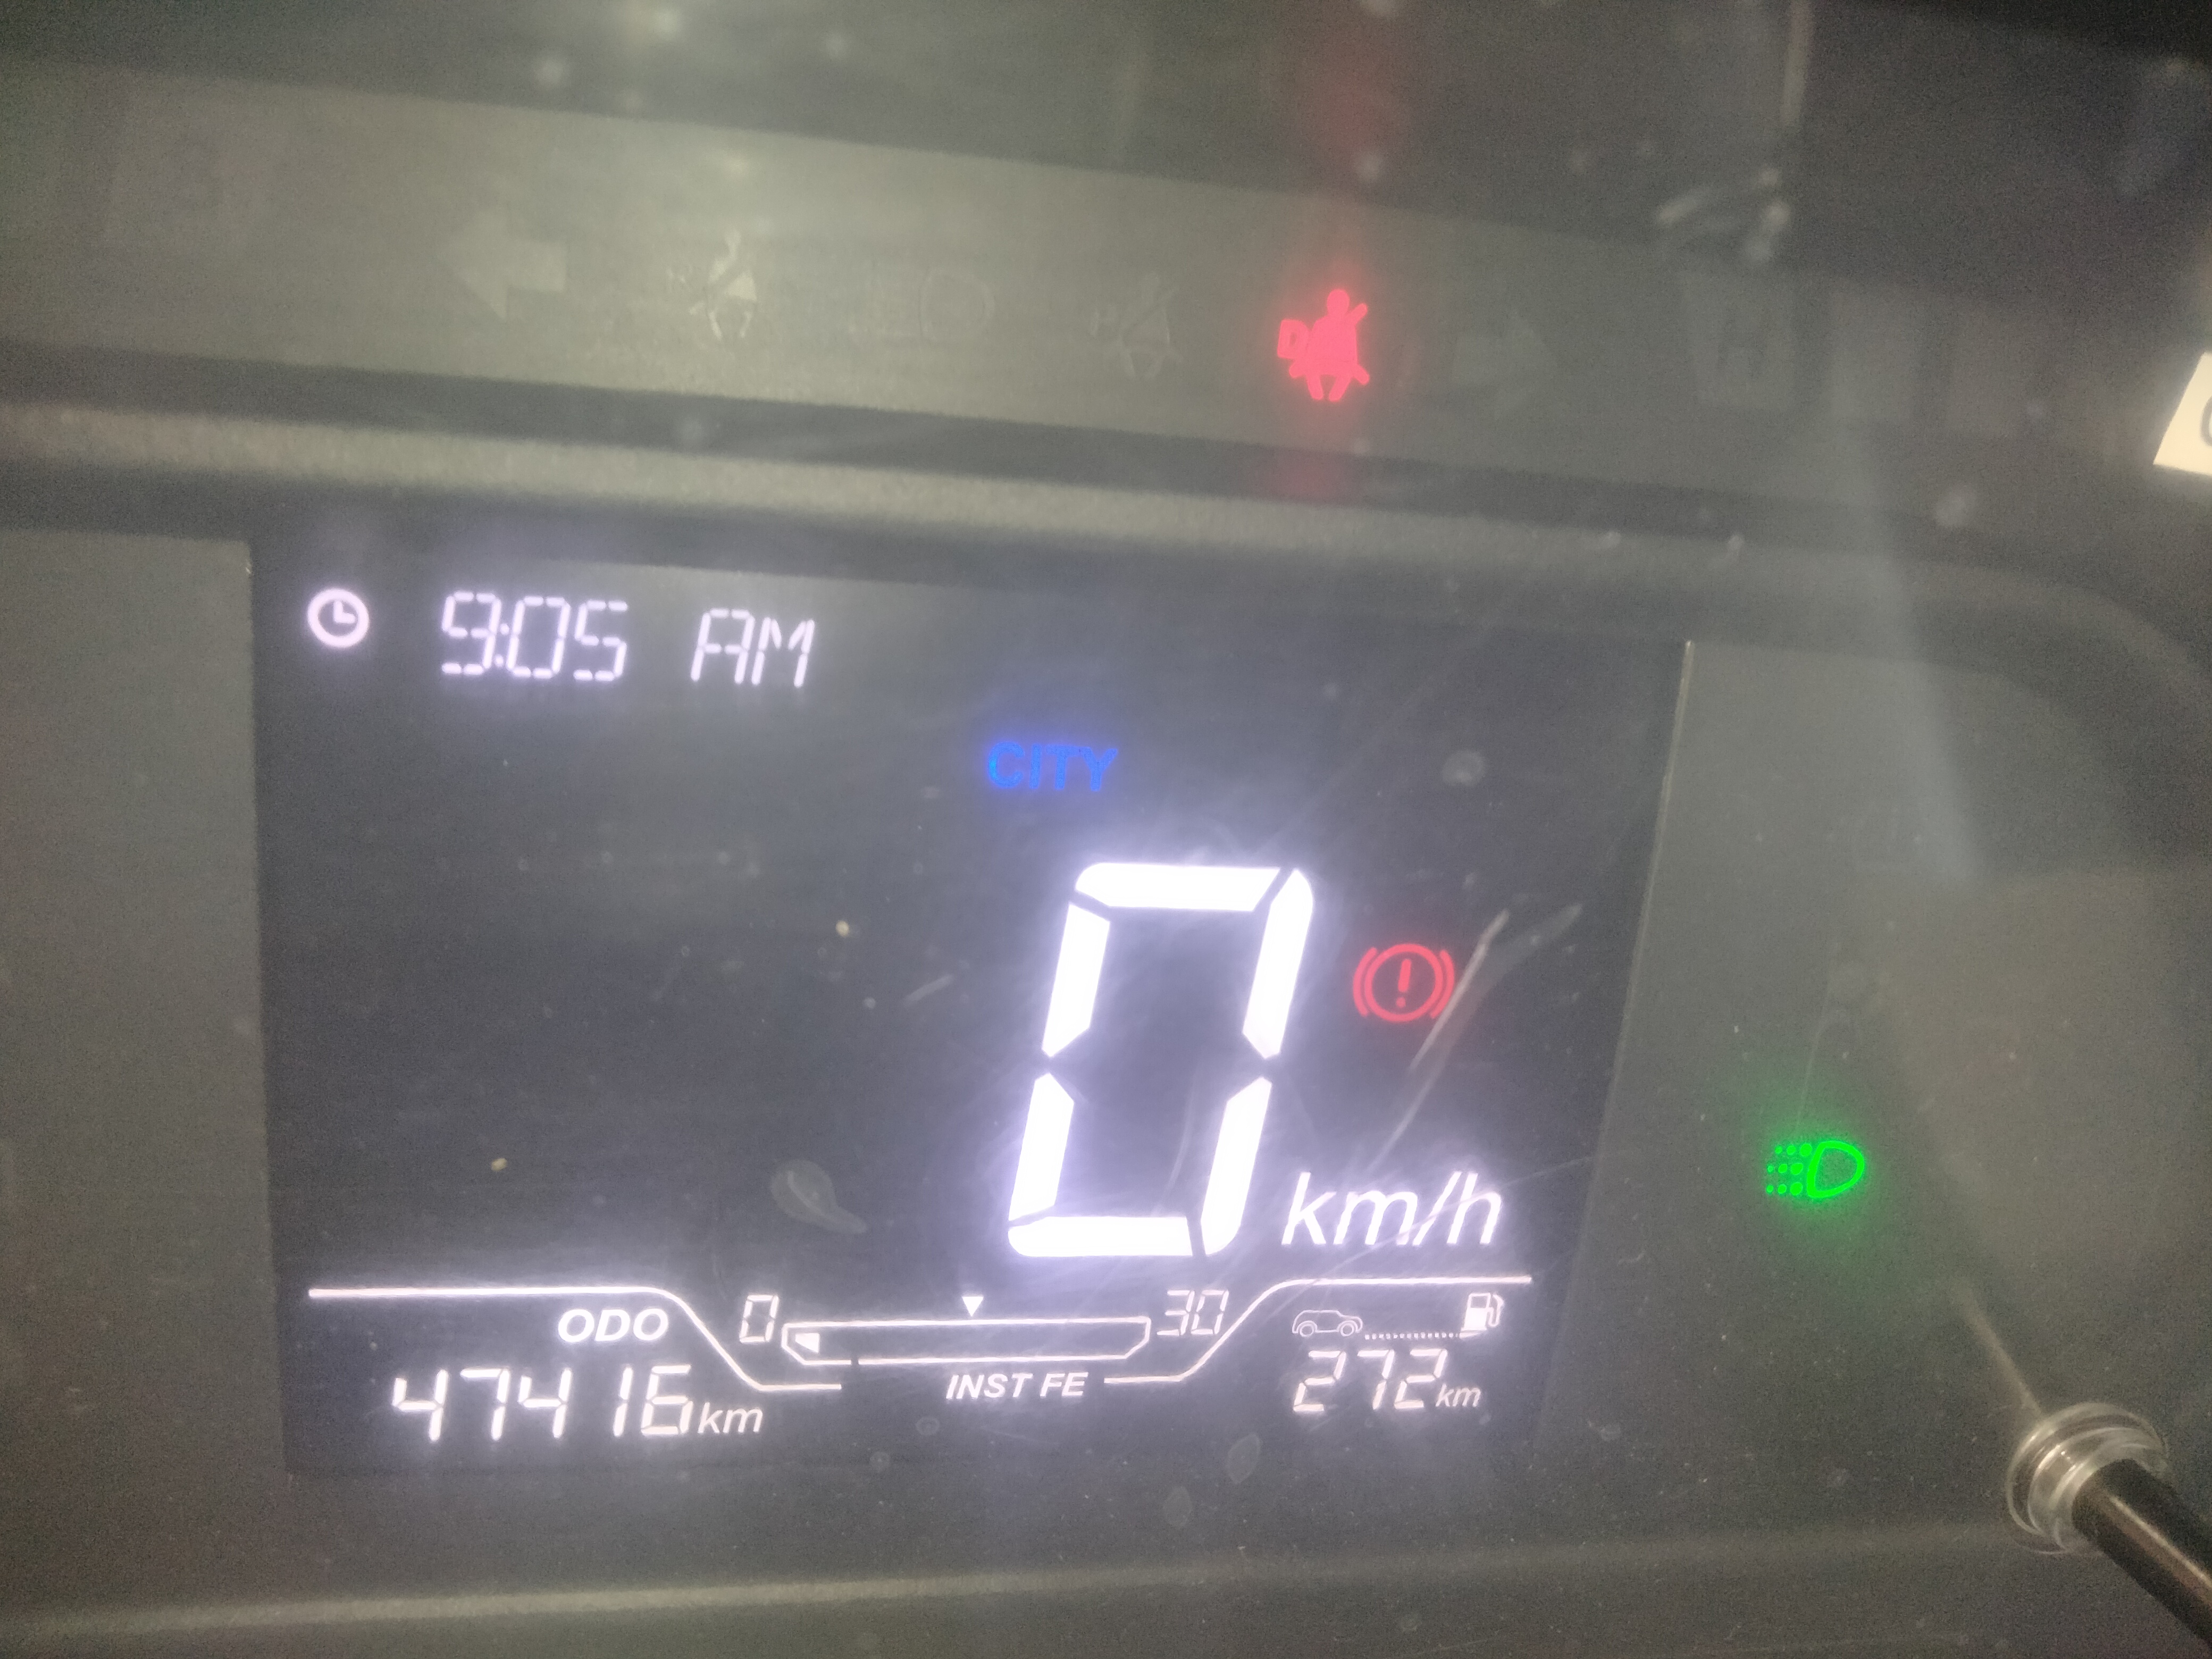 P
P
D
9:05 AM
CITY
0
km/h
ODO
0
30
47416km
INST FE
272km